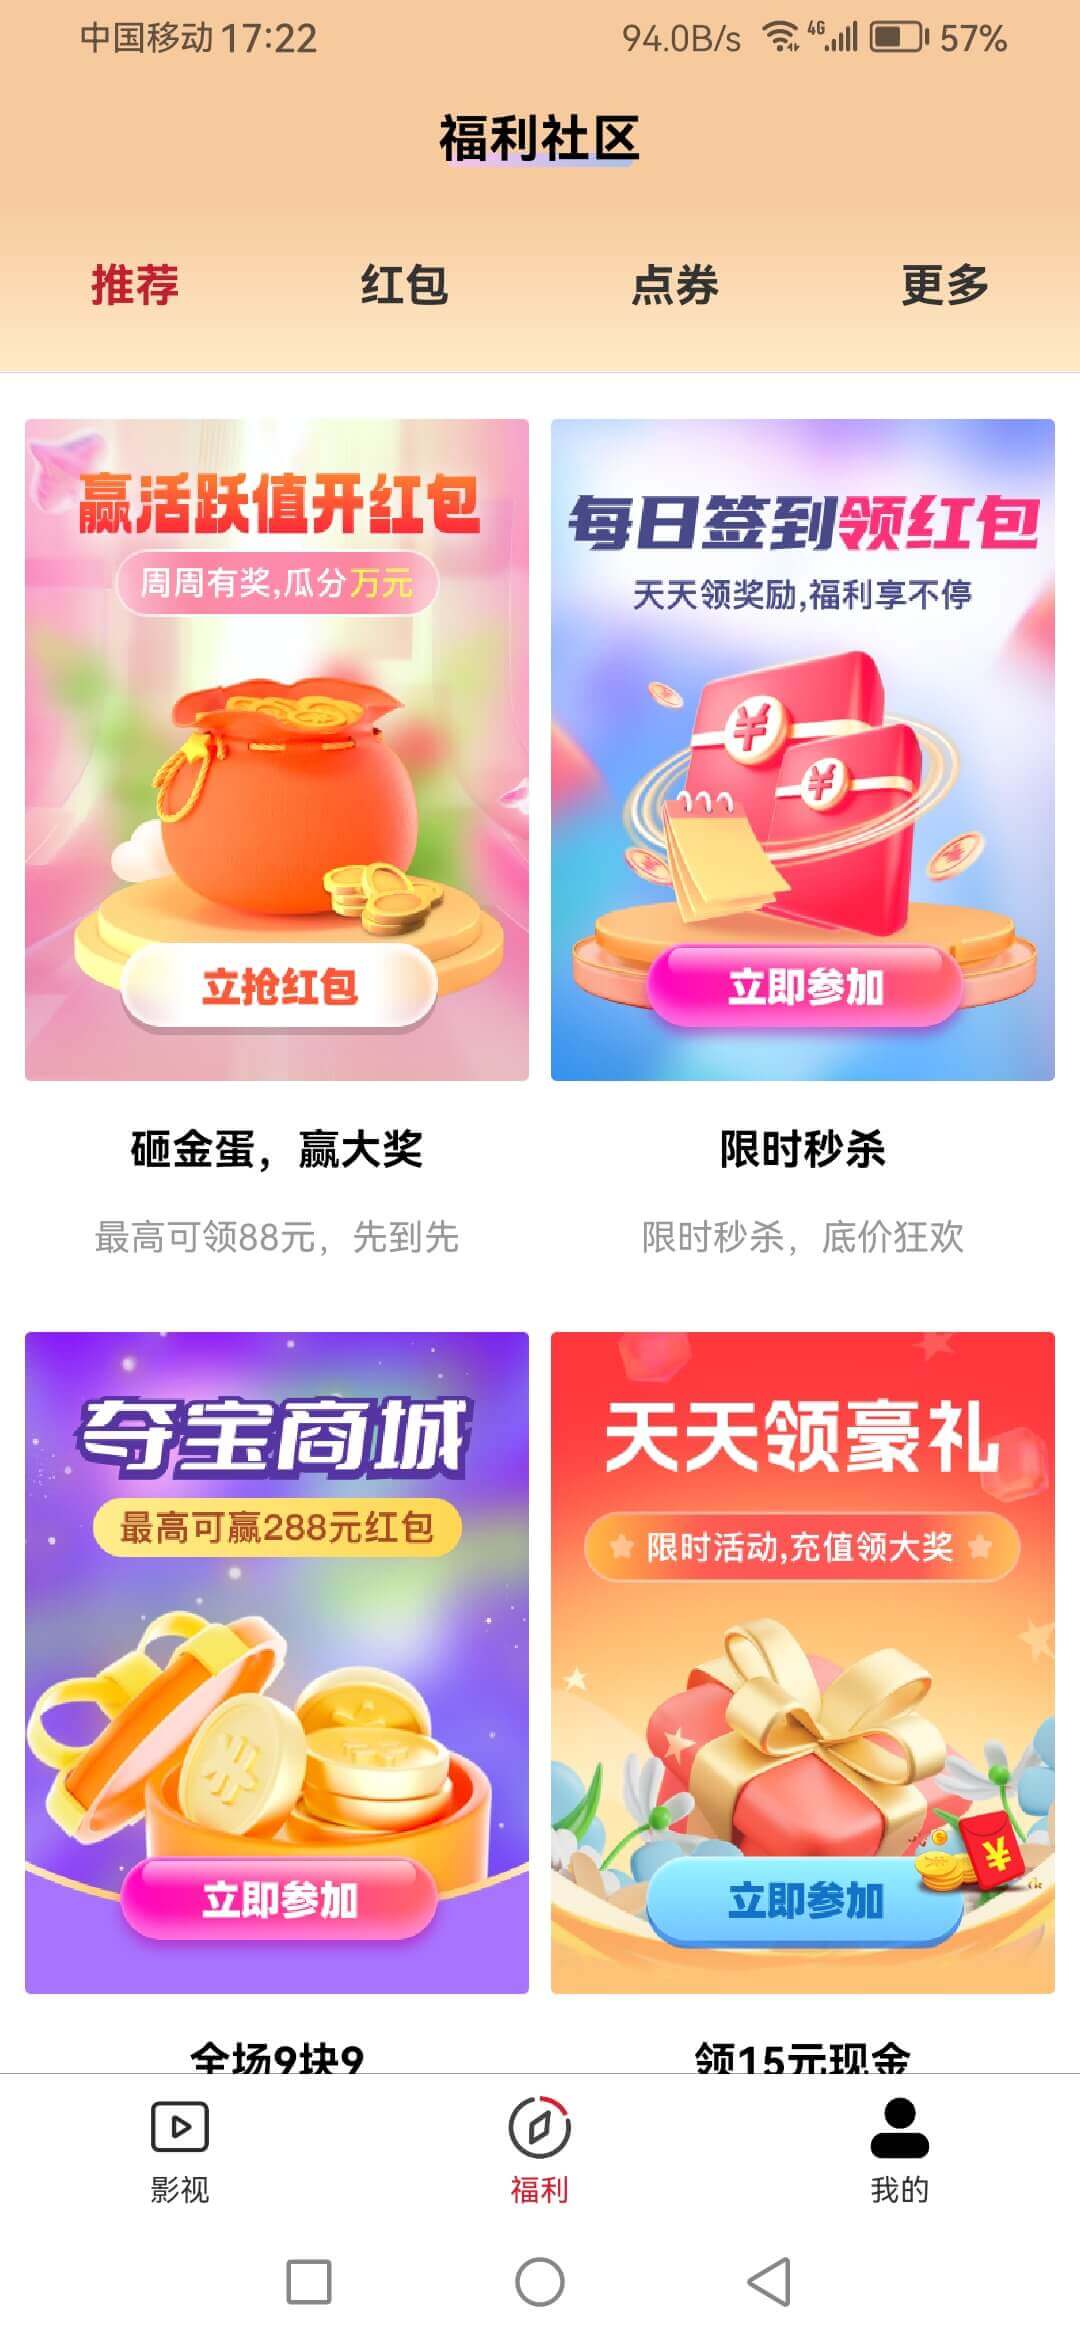 中国移动 17:22 94.0B/s 4G 57%
福利社区
推荐 红包 点券 更多
赢活跃值开红包
周周有奖,瓜分万元
立抢红包
每日签到领红包
天天领奖励,福利享不停
立即参加
砸金蛋，赢大奖
最高可领88元，先到先
限时秒杀
限时秒杀，底价狂欢
夺宝商城
最高可赢288元红包
立即参加
天天领豪礼
限时活动,充值领大奖
立即参加
全场9块9
领15元现金
影视 福利 我的